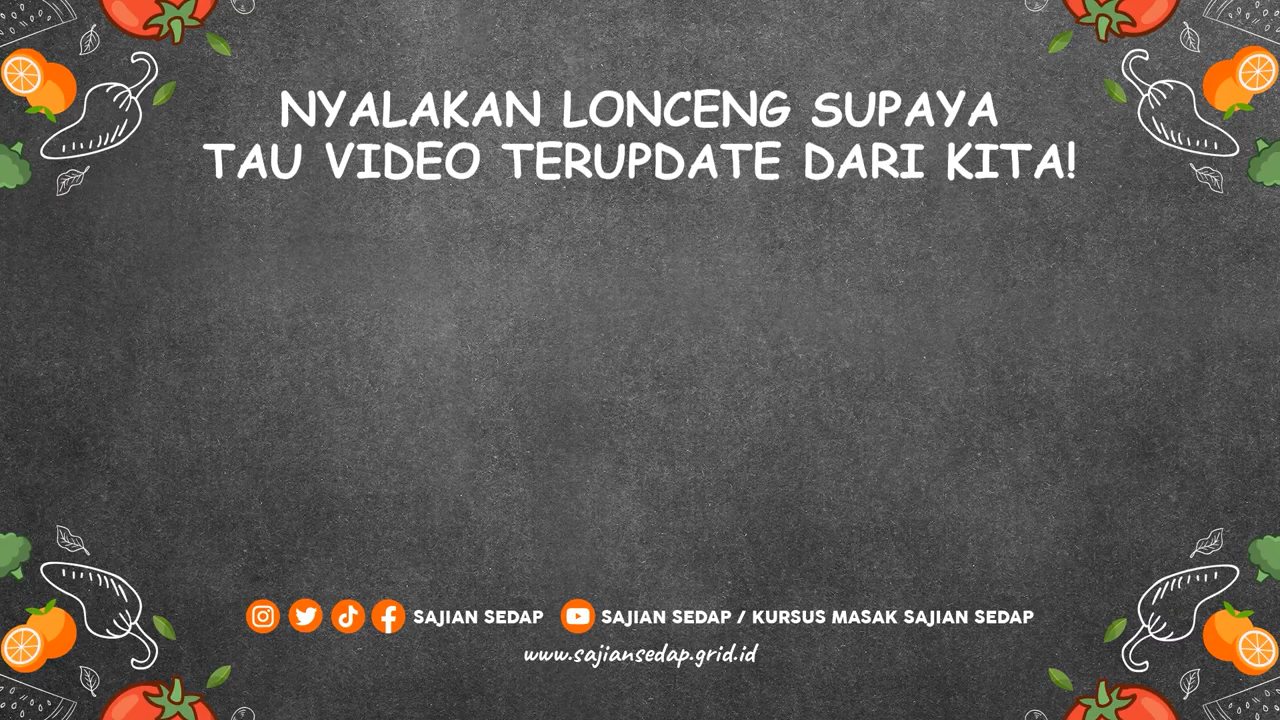 NYALAKAN LONCENG SUPAYA
TAU VIDEO TERUPDATE DARI KITA!
SAJIAN SEDAP SAJIAN SEDAP / KURSUS MASAK SAJIAN SEDAP
www.sajiansedap.grid.id